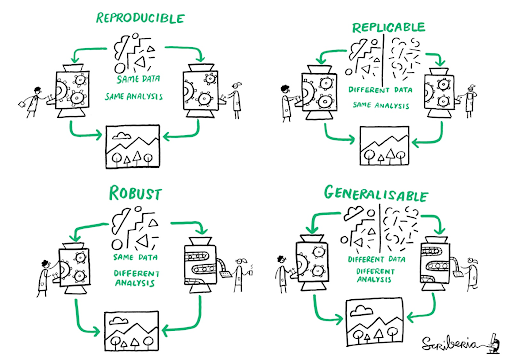 REPRODUCIBLE
SAME DATA
SAME ANALYSIS
REPLICABLE
DIFFERENT DATA
SAME ANALYSIS
ROBUST
SAME DATA
DIFFERENT
ANALYSIS
GENERALISABLE
DIFFERENT DATA
DIFFERENT
ANALYSIS
Scriberia